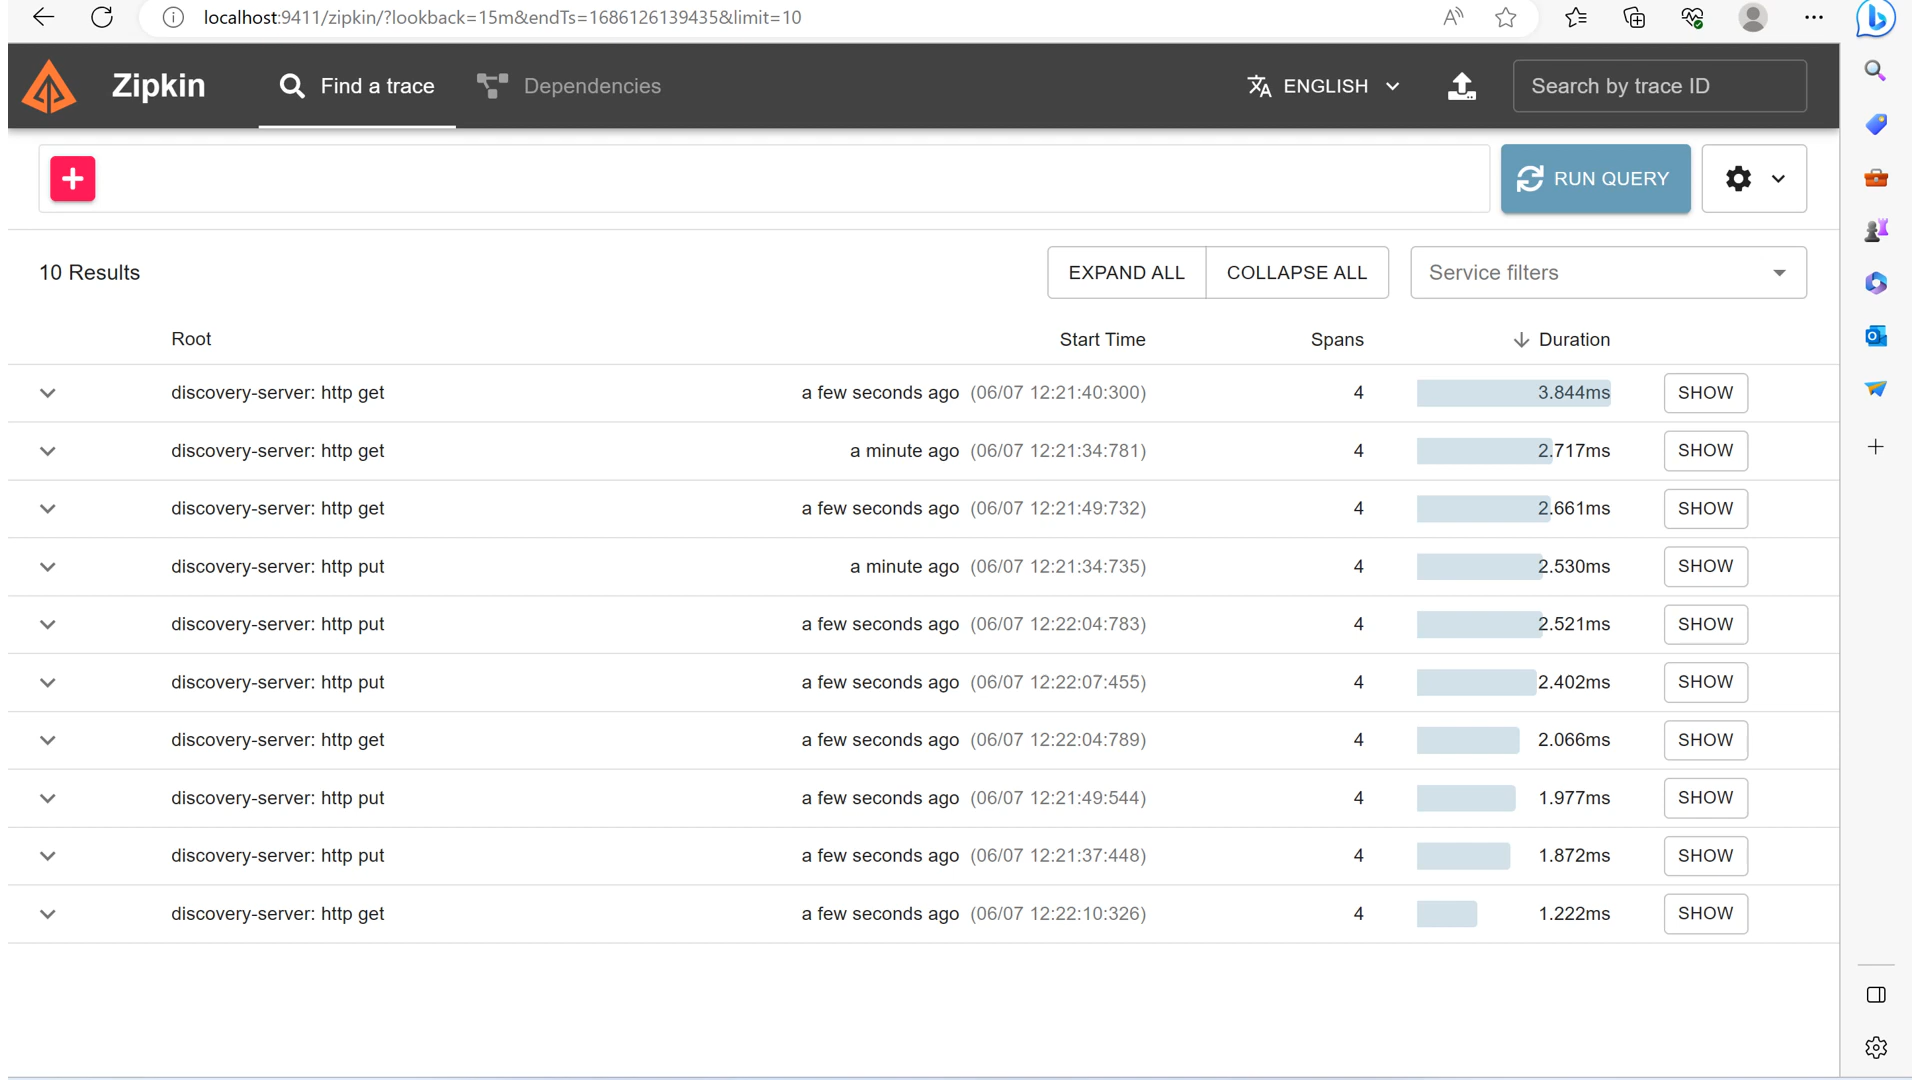 localhost:9411/zipkin/?lookback=15m&endTs=1686126139435&limit=10
Zipkin Find a trace Dependencies ENGLISH Search by trace ID
RUN QUERY
10 Results EXPAND ALL COLLAPSE ALL Service filters
Root Start Time Spans Duration
discovery-server: http get a few seconds ago (06/07 12:21:40:300) 4 3.844ms SHOW
discovery-server: http get a minute ago (06/07 12:21:34:781) 4 2.717ms SHOW
discovery-server: http get a few seconds ago (06/07 12:21:49:732) 4 2.661ms SHOW
discovery-server: http put a minute ago (06/07 12:21:34:735) 4 2.530ms SHOW
discovery-server: http put a few seconds ago (06/07 12:22:04:783) 4 2.521ms SHOW
discovery-server: http put a few seconds ago (06/07 12:22:07:455) 4 2.402ms SHOW
discovery-server: http get a few seconds ago (06/07 12:22:04:789) 4 2.066ms SHOW
discovery-server: http put a few seconds ago (06/07 12:21:49:544) 4 1.977ms SHOW
discovery-server: http put a few seconds ago (06/07 12:21:37:448) 4 1.872ms SHOW
discovery-server: http get a few seconds ago (06/07 12:22:10:326) 4 1.222ms SHOW